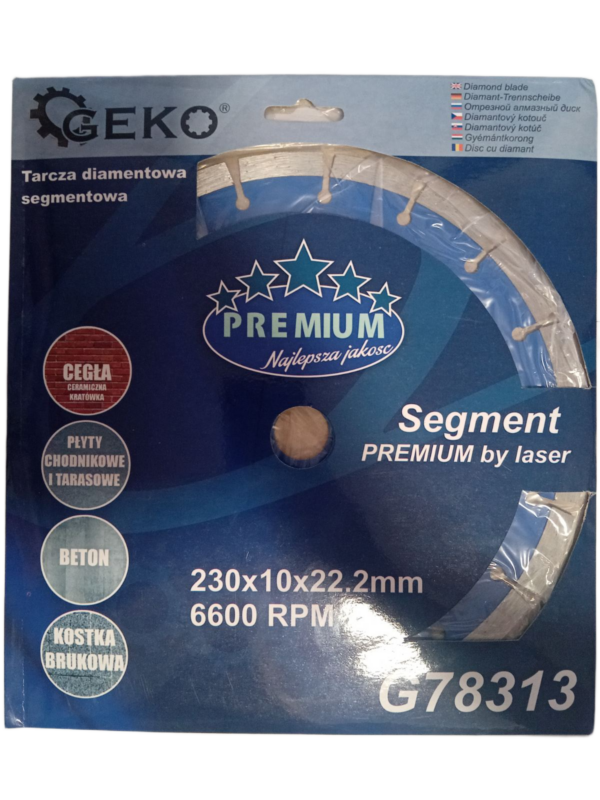 GEKO®
Diamond blade
Diamant-Trennscheibe
Отрезной алмазный диск
Diamantový kotouč
Diamantový kotúč
Gyémántkorong
Disc cu diamant
Tarcza diamentowa
segmentowa
PREMIUM
Najlepsza jakosc
CEGŁA
CERAMICZNA
KRATÓWKA
Segment
PREMIUM by laser
PŁYTY
CHODNIKOWE
I TARASOWE
BETON
230x10x22.2mm
6600 RPM
KOSTKA
BRUKOWA
G78313